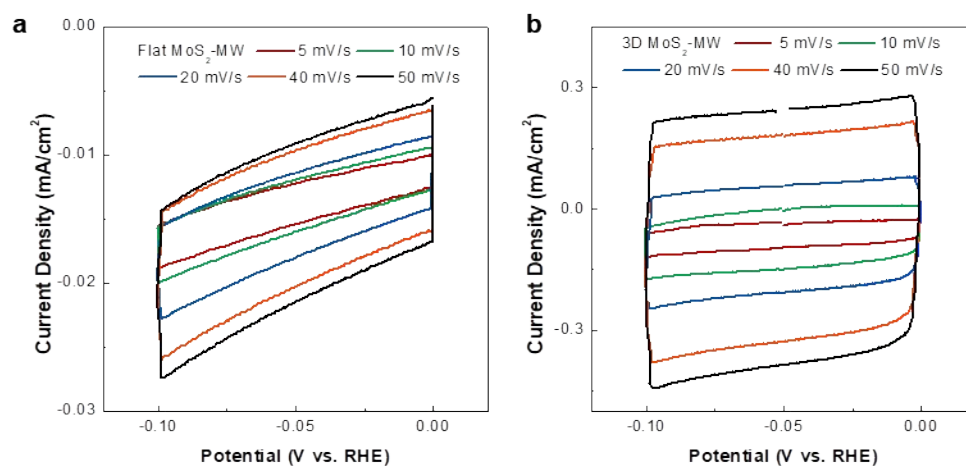 a
Flat MoS2-MW 5 mV/s 10 mV/s
20 mV/s 40 mV/s 50 mV/s
0.00
-0.01
-0.02
-0.03
Current Density (mA/cm2)
-0.10 -0.05 0.00
Potential (V vs. RHE)
b
3D MoS2-MW 5 mV/s 10 mV/s
20 mV/s 40 mV/s 50 mV/s
0.3
0.0
-0.3
Current Density (mA/cm2)
-0.10 -0.05 0.00
Potential (V vs. RHE)